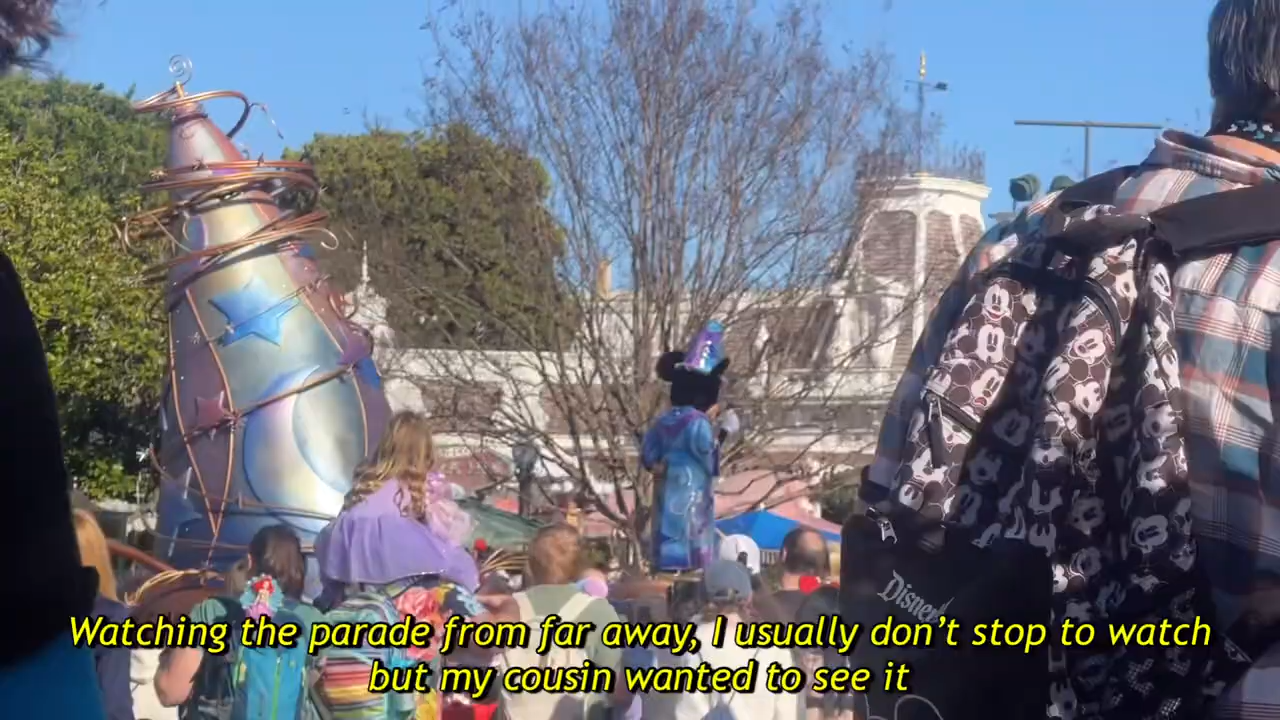 Disney
Watching the parade from far away, I usually don’t stop to watch
but my cousin wanted to see it